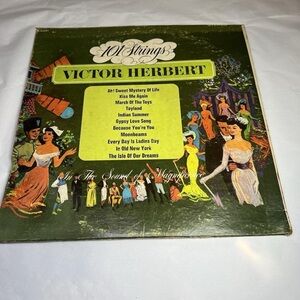 101 Strings
VICTOR HERBERT
Ah! Sweet Mystery Of Life
Kiss Me Again
March Of The Toys
Toyland
Indian Summer
Gypsy Love Song
Because You're You
Moonbeams
Every Day Is Ladies Day
In Old New York
The Isle Of Our Dreams
In The Sound of Magnificence